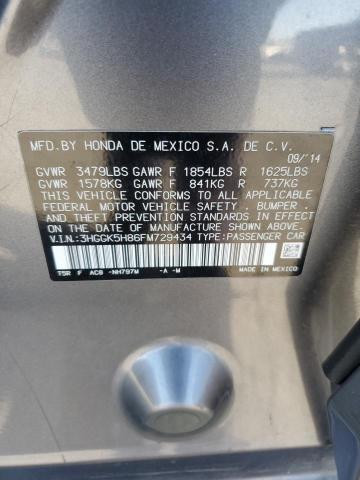 MFD.BY HONDA DE MEXICO S.A. DE C.V.
09/'14
GVWR 3479LBS GAWR F 1854LBS R 1625LBS
GVWR 1578KG GAWR F 841KG R 737KG
THIS VEHICLE CONFORMS TO ALL APPLICABLE
FEDERAL MOTOR VEHICLE SAFETY , BUMPER ,
AND THEFT PREVENTION STANDARDS IN EFFECT ON
THE DATE OF MANUFACTURE SHOWN ABOVE.
V.I.N.:3HGGK5H86FM729434 TYPE:PASSENGER CAR
T5R F AC8 -NH797M -A -M
MADE IN MEXICO